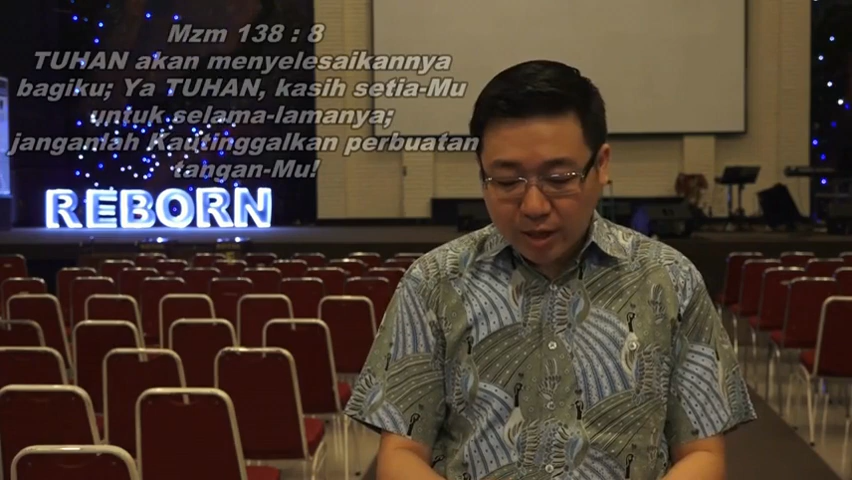 Mzm 138 : 8
TUHAN akan menyelesaikannya
bagiku; Ya TUHAN, kasih setia-Mu
untuk selama-lamanya;
janganlah Kautinggalkan perbuatan
tangan-Mu!
REBORN